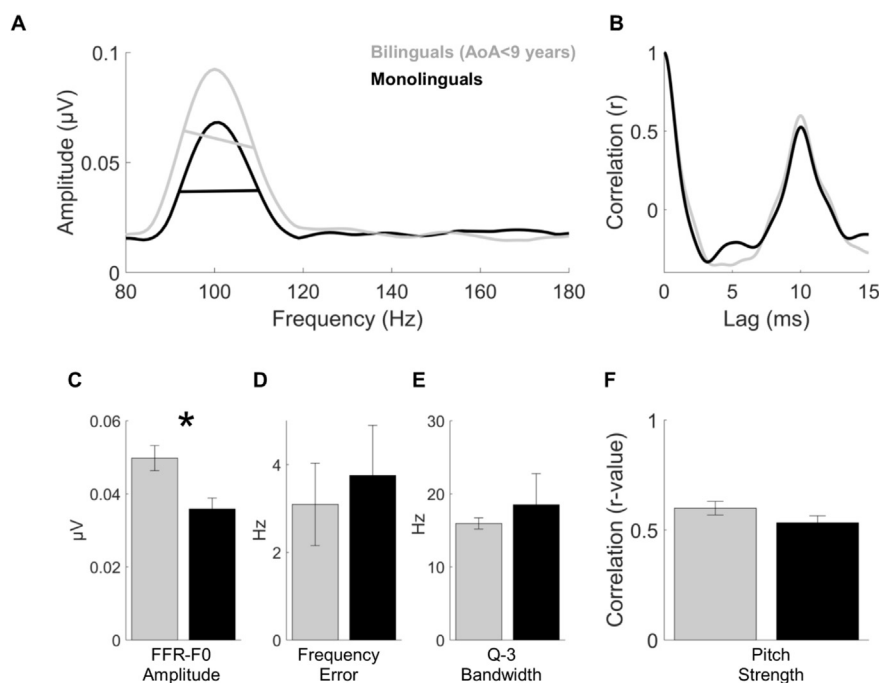 A
B
Bilinguals (AoA<9 years)
Monolinguals
Amplitude (µV)
0.1
0.05
0
80 100 120 140 160 180
Frequency (Hz)
Correlation (r)
1
0.5
0
0 5 10 15
Lag (ms)
C
D
E
F
*
µV
0.06
0.04
0.02
0
FFR-F0
Amplitude
Hz
4
2
0
Frequency
Error
Hz
30
20
10
0
Q-3
Bandwidth
Correlation (r-value)
1
0.5
0
Pitch
Strength